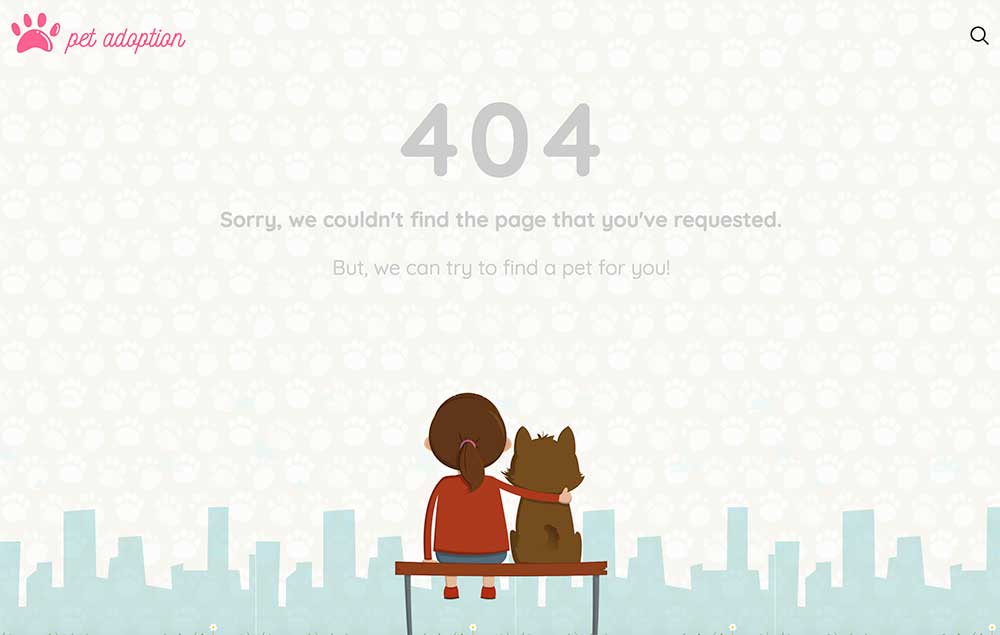 pet adoption
404
Sorry, we couldn't find the page that you've requested.
But, we can try to find a pet for you!